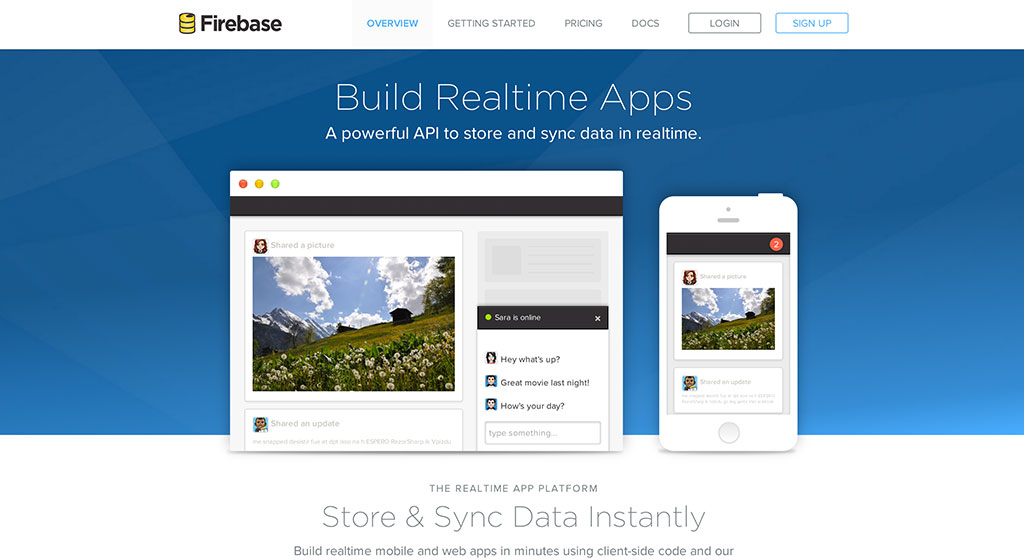 Firebase
OVERVIEW
GETTING STARTED
PRICING
DOCS
LOGIN
SIGN UP
Build Realtime Apps
A powerful API to store and sync data in realtime.
Shared a picture
Sara is online
×
Hey what's up?
Great movie last night!
How's your day?
type something...
Shared an update
2
Shared a picture
Shared an update
THE REALTIME APP PLATFORM
Store & Sync Data Instantly
Build realtime mobile and web apps in minutes using client-side code and our